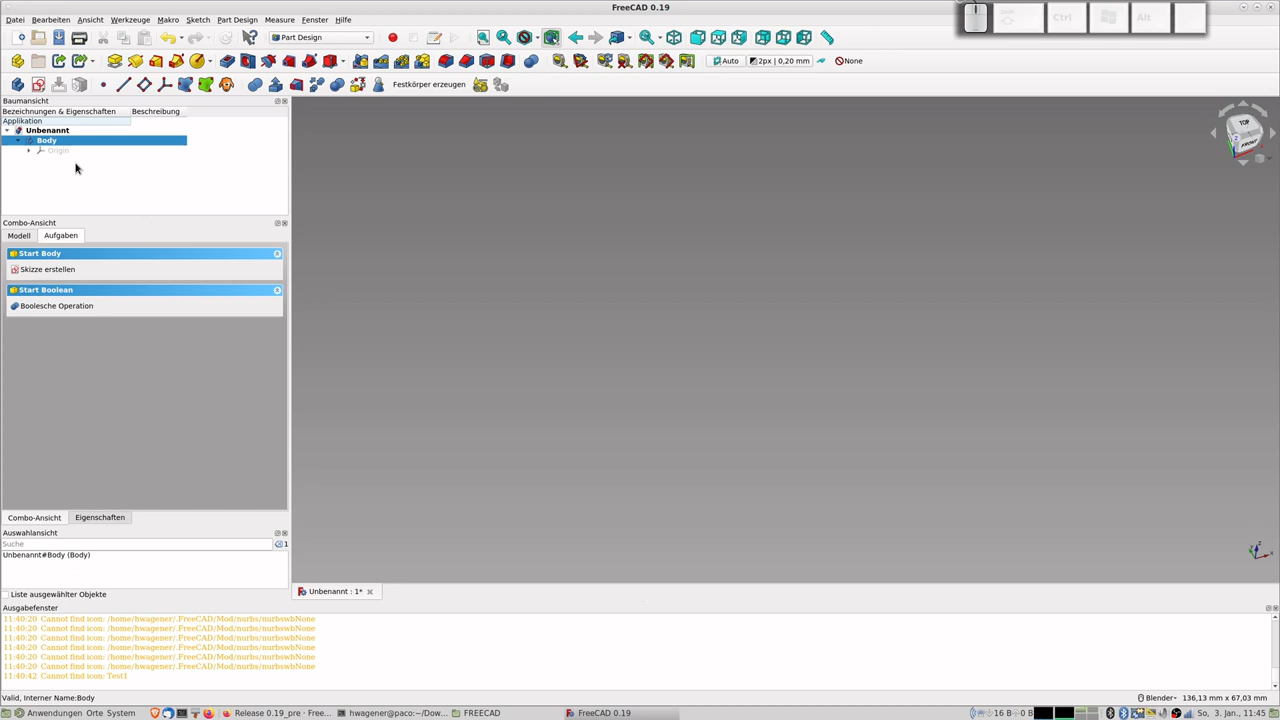 FreeCAD 0.19
Datei Bearbeiten Ansicht Werkzeuge Makro Sketch Part Design Measure Fenster Hilfe
Ctrl Alt
Part Design
Auto 2px | 0,20 mm None
Festkörper erzeugen
Baumansicht
Bezeichnungen & Eigenschaften Beschreibung
Applikation
Unbenannt
Body
Origin
TOP
FRONT
Combo-Ansicht
Modell Aufgaben
Start Body
Skizze erstellen
Start Boolean
Boolesche Operation
Combo-Ansicht Eigenschaften
Auswahlansicht
Suche 1
Unbenannt#Body (Body)
Liste ausgewählter Objekte
Unbenannt : 1*
Ausgabefenster
11:40:20 Cannot find icon: /home/hwagener/.FreeCAD/Mod/nurbs/nurbswbNone
11:40:20 Cannot find icon: /home/hwagener/.FreeCAD/Mod/nurbs/nurbswbNone
11:40:20 Cannot find icon: /home/hwagener/.FreeCAD/Mod/nurbs/nurbswbNone
11:40:20 Cannot find icon: /home/hwagener/.FreeCAD/Mod/nurbs/nurbswbNone
11:40:20 Cannot find icon: /home/hwagener/.FreeCAD/Mod/nurbs/nurbswbNone
11:40:20 Cannot find icon: /home/hwagener/.FreeCAD/Mod/nurbs/nurbswbNone
11:40:42 Cannot find icon: Test1
Valid, Interner Name:Body
Blender 136,13 mm x 67,03 mm
Anwendungen Orte System
Release 0.19_pre · Free...
hwagener@paco:~/Dow...
FREECAD
FreeCAD 0.19
16 B 0 B
So, 3. Jan., 11:45